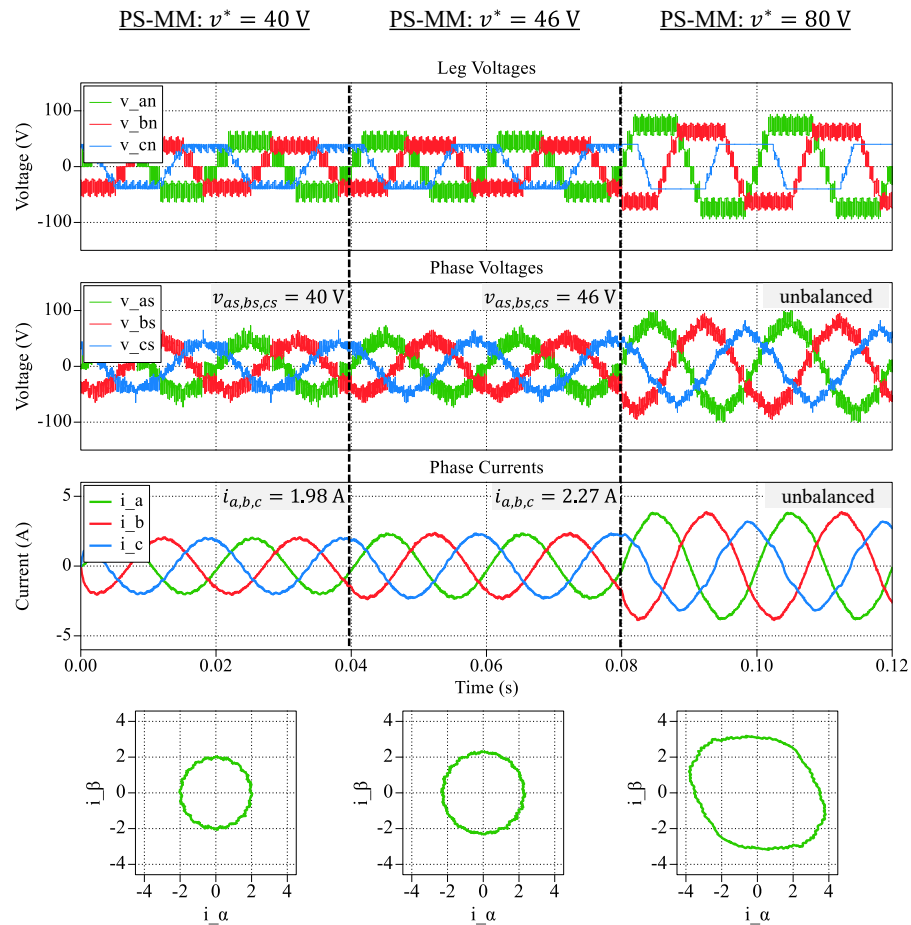 PS-MM: v* = 40 V PS-MM: v* = 46 V PS-MM: v* = 80 V
Leg Voltages
Voltage (V)
100
0
-100
v_an
v_bn
v_cn
Phase Voltages
Voltage (V)
100
0
-100
v_as
v_bs
v_cs
v_as,bs,cs = 40 V v_as,bs,cs = 46 V unbalanced
Phase Currents
Current (A)
5
0
-5
i_a
i_b
i_c
i_a,b,c = 1.98 A i_a,b,c = 2.27 A unbalanced
0.00 0.02 0.04 0.06 0.08 0.10 0.12
Time (s)
i_β
4
2
0
-2
-4
-4 -2 0 2 4
i_α
i_β
4
2
0
-2
-4
-4 -2 0 2 4
i_α
i_β
4
2
0
-2
-4
-4 -2 0 2 4
i_α